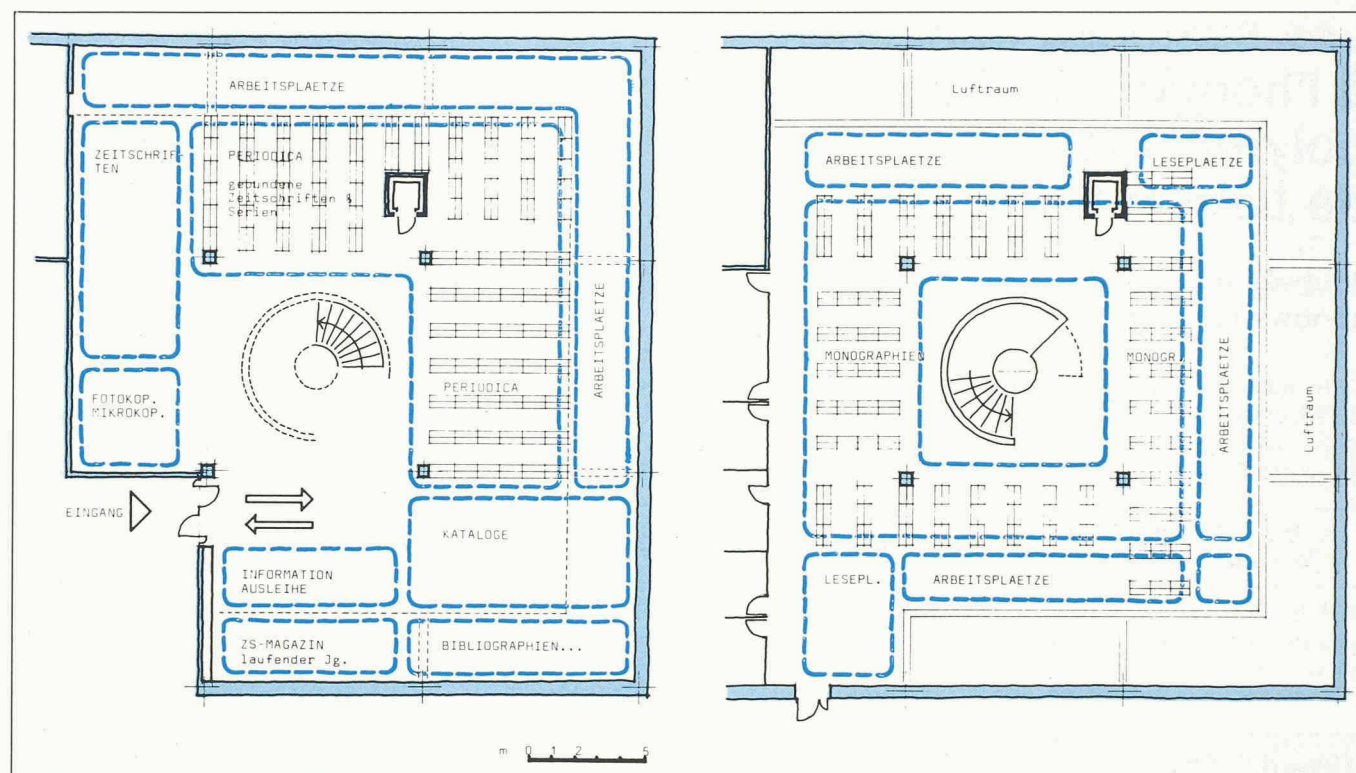 ARBEITSPLAETZE
ZEITSCHRIF-
TEN
PERIODICA
gebundene
Zeitschriften &
Serien
ARBEITSPLAETZE
PERIUDICA
FOTOKOP.
MIKROKOP.
EINGANG
KATALOGE
INFORMATION
AUSLEIHE
ZS-MAGAZIN
laufender Jg.
BIBLIOGRAPHIEN...
Luftraum
ARBEITSPLAETZE
LESEPLAETZE
MONOGRAPHIEN
MONOGR.
ARBEITSPLAETZE
Luftraum
LESEPL.
ARBEITSPLAETZE
m 0 1 2 5